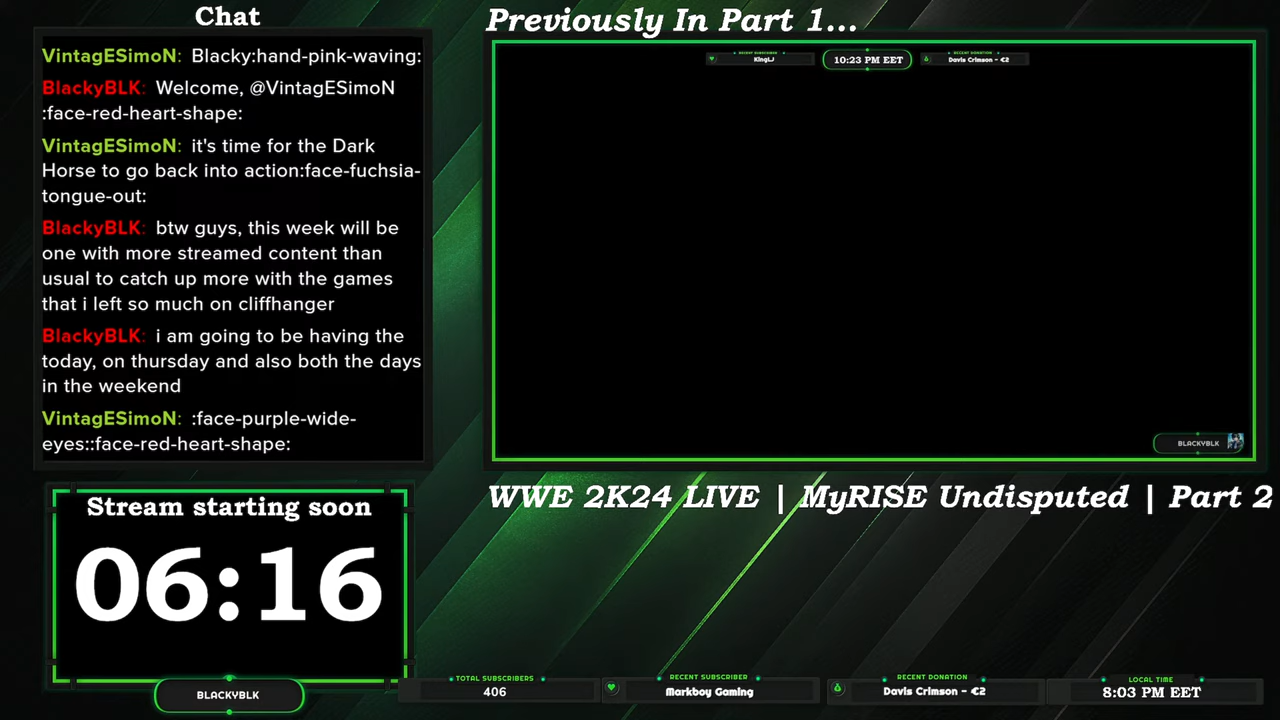 Chat
VintagESimoN: Blacky:hand-pink-waving:
BlackyBLK: Welcome, @VintagESimoN
:face-red-heart-shape:
VintagESimoN: it's time for the Dark
Horse to go back into action:face-fuchsia-
tongue-out:
BlackyBLK: btw guys, this week will be
one with more streamed content than
usual to catch up more with the games
that i left so much on cliffhanger
BlackyBLK: i am going to be having the
today, on thursday and also both the days
in the weekend
VintagESimoN: :face-purple-wide-
eyes::face-red-heart-shape:
Previously In Part 1...
RECENT SUBSCRIBER
KingLJ
10:23 PM EET
RECENT DONATION
Davis Crimson - €2
BLACKYBLK
Stream starting soon
06:16
BLACKYBLK
WWE 2K24 LIVE | MyRISE Undisputed | Part 2
TOTAL SUBSCRIBERS
406
RECENT SUBSCRIBER
Markboy Gaming
RECENT DONATION
Davis Crimson - €2
LOCAL TIME
8:03 PM EET